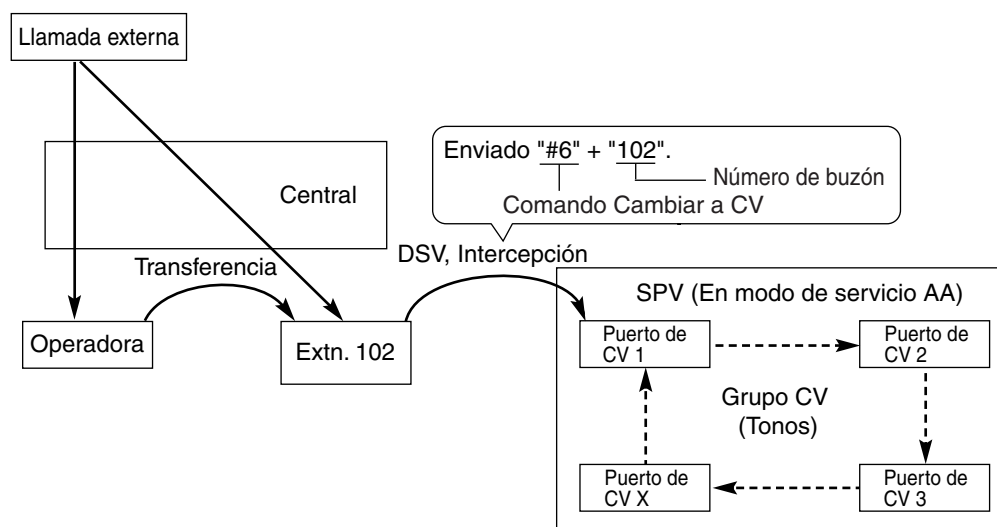 Llamada externa
Enviado "#6" + "102".
Número de buzón
Comando Cambiar a CV
Central
Transferencia
DSV, Intercepción
SPV (En modo de servicio AA)
Operadora
Extn. 102
Puerto de
CV 1
Puerto de
CV 2
Grupo CV
(Tonos)
Puerto de
CV X
Puerto de
CV 3